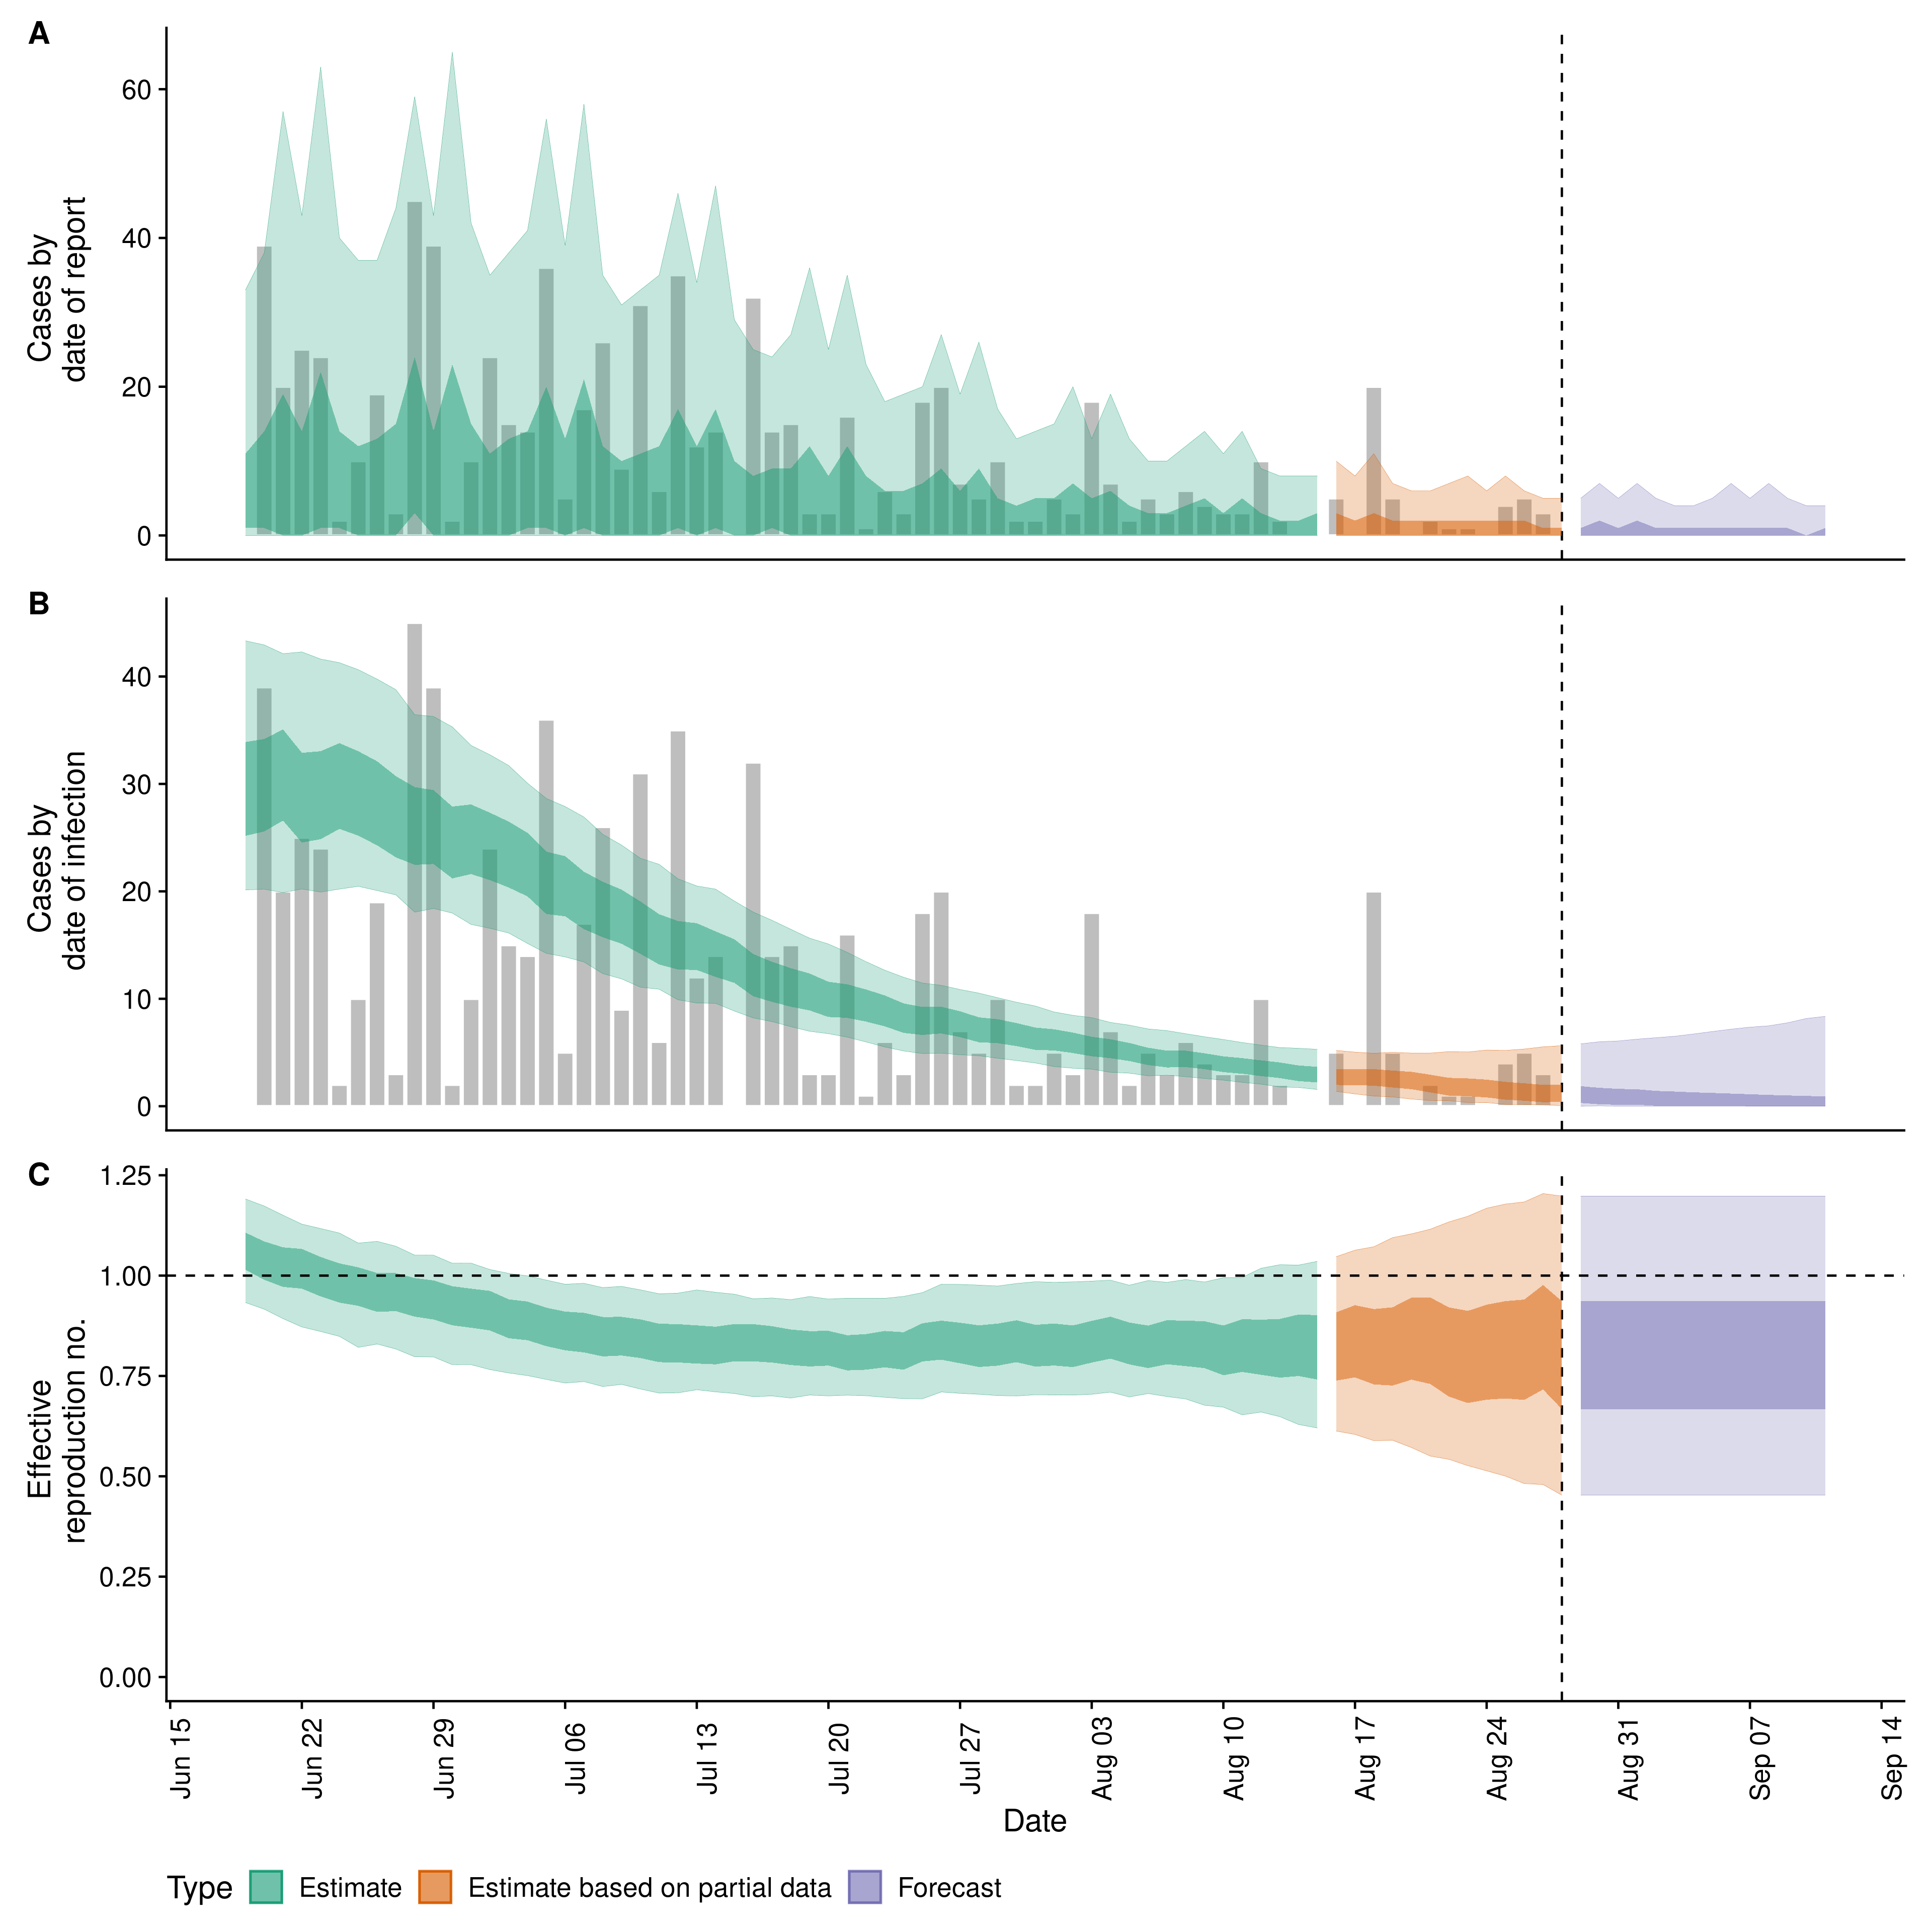 A
60
40
20
0
Cases by
date of report
B
40
30
20
10
0
Cases by
date of infection
C
1.25
1.00
0.75
0.50
0.25
0.00
Effective
reproduction no.
Jun 15
Jun 22
Jun 29
Jul 06
Jul 13
Jul 20
Jul 27
Aug 03
Aug 10
Aug 17
Aug 24
Aug 31
Sep 07
Sep 14
Date
Type
Estimate
Estimate based on partial data
Forecast